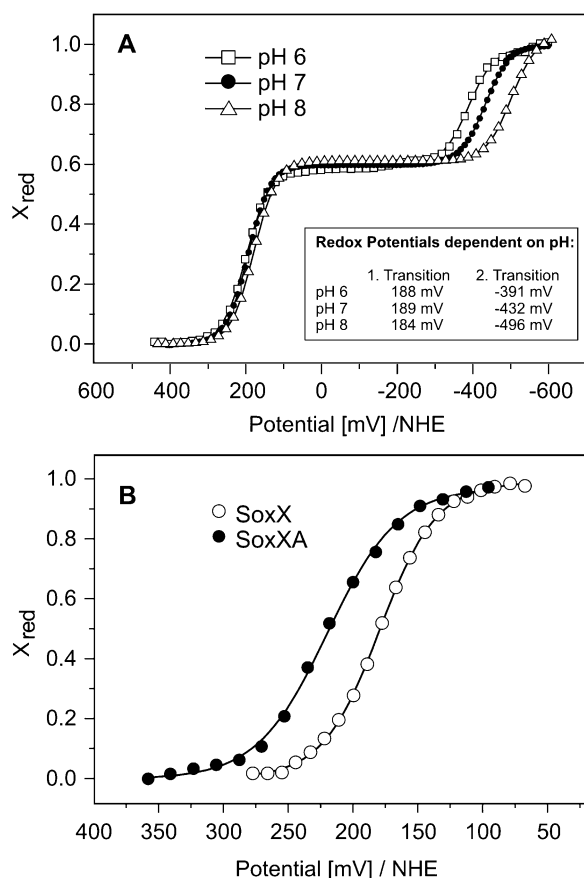 A
pH 6
pH 7
pH 8
1.0
0.8
0.6
0.4
0.2
0.0
Xred
Redox Potentials dependent on pH:
1. Transition 2. Transition
pH 6 188 mV -391 mV
pH 7 189 mV -432 mV
pH 8 184 mV -496 mV
600 400 200 0 -200 -400 -600
Potential [mV] /NHE
B
SoxX
SoxXA
1.0
0.8
0.6
0.4
0.2
0.0
Xred
400 350 300 250 200 150 100 50
Potential [mV] / NHE